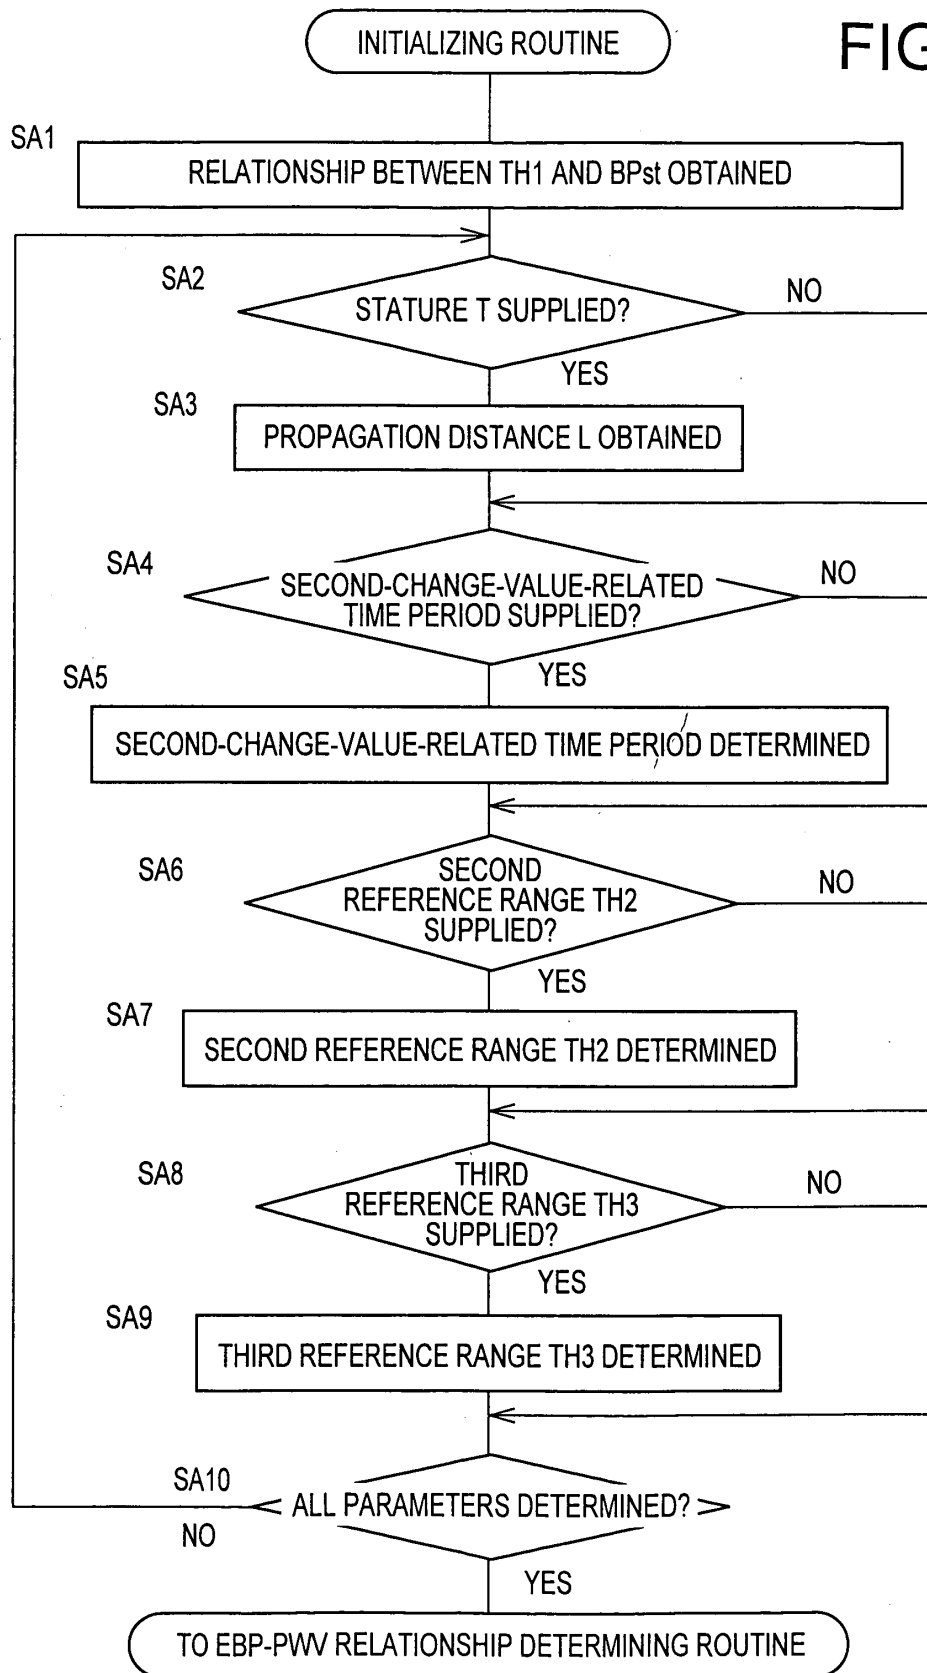 INITIALIZING ROUTINE
FIG
SA1
RELATIONSHIP BETWEEN TH1 AND BPst OBTAINED
SA2
STATURE T SUPPLIED?
NO
YES
SA3
PROPAGATION DISTANCE L OBTAINED
SA4
SECOND-CHANGE-VALUE-RELATED
TIME PERIOD SUPPLIED?
NO
YES
SA5
SECOND-CHANGE-VALUE-RELATED TIME PERIOD DETERMINED
SA6
SECOND
REFERENCE RANGE TH2
SUPPLIED?
NO
YES
SA7
SECOND REFERENCE RANGE TH2 DETERMINED
SA8
THIRD
REFERENCE RANGE TH3
SUPPLIED?
NO
YES
SA9
THIRD REFERENCE RANGE TH3 DETERMINED
SA10
ALL PARAMETERS DETERMINED?
NO
YES
TO EBP-PWV RELATIONSHIP DETERMINING ROUTINE